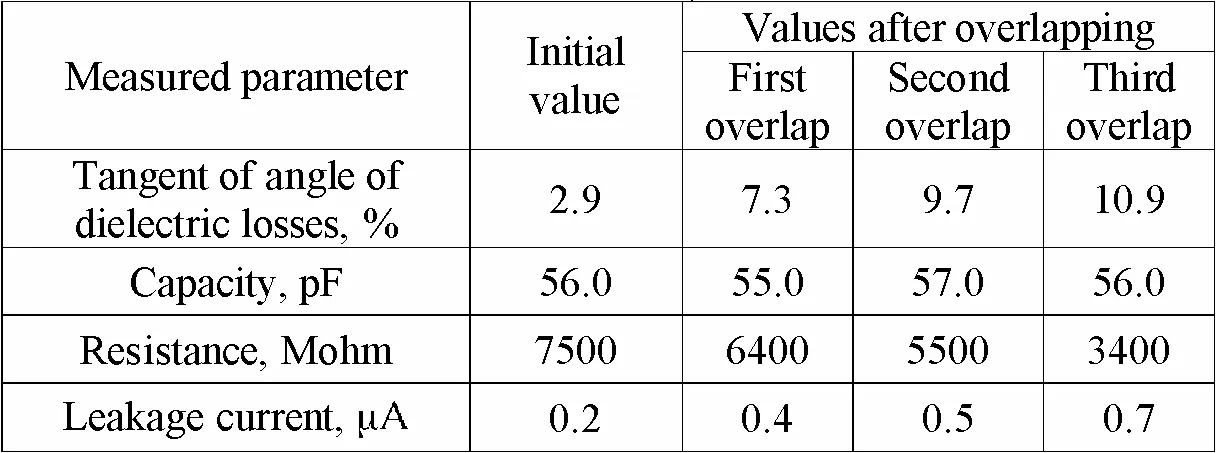 Measured parameter
Initial
value
Values after overlapping
First
overlap
Second
overlap
Third
overlap
Tangent of angle of
dielectric losses, %
2.9
7.3
9.7
10.9
Capacity, pF
56.0
55.0
57.0
56.0
Resistance, Mohm
7500
6400
5500
3400
Leakage current, μA
0.2
0.4
0.5
0.7